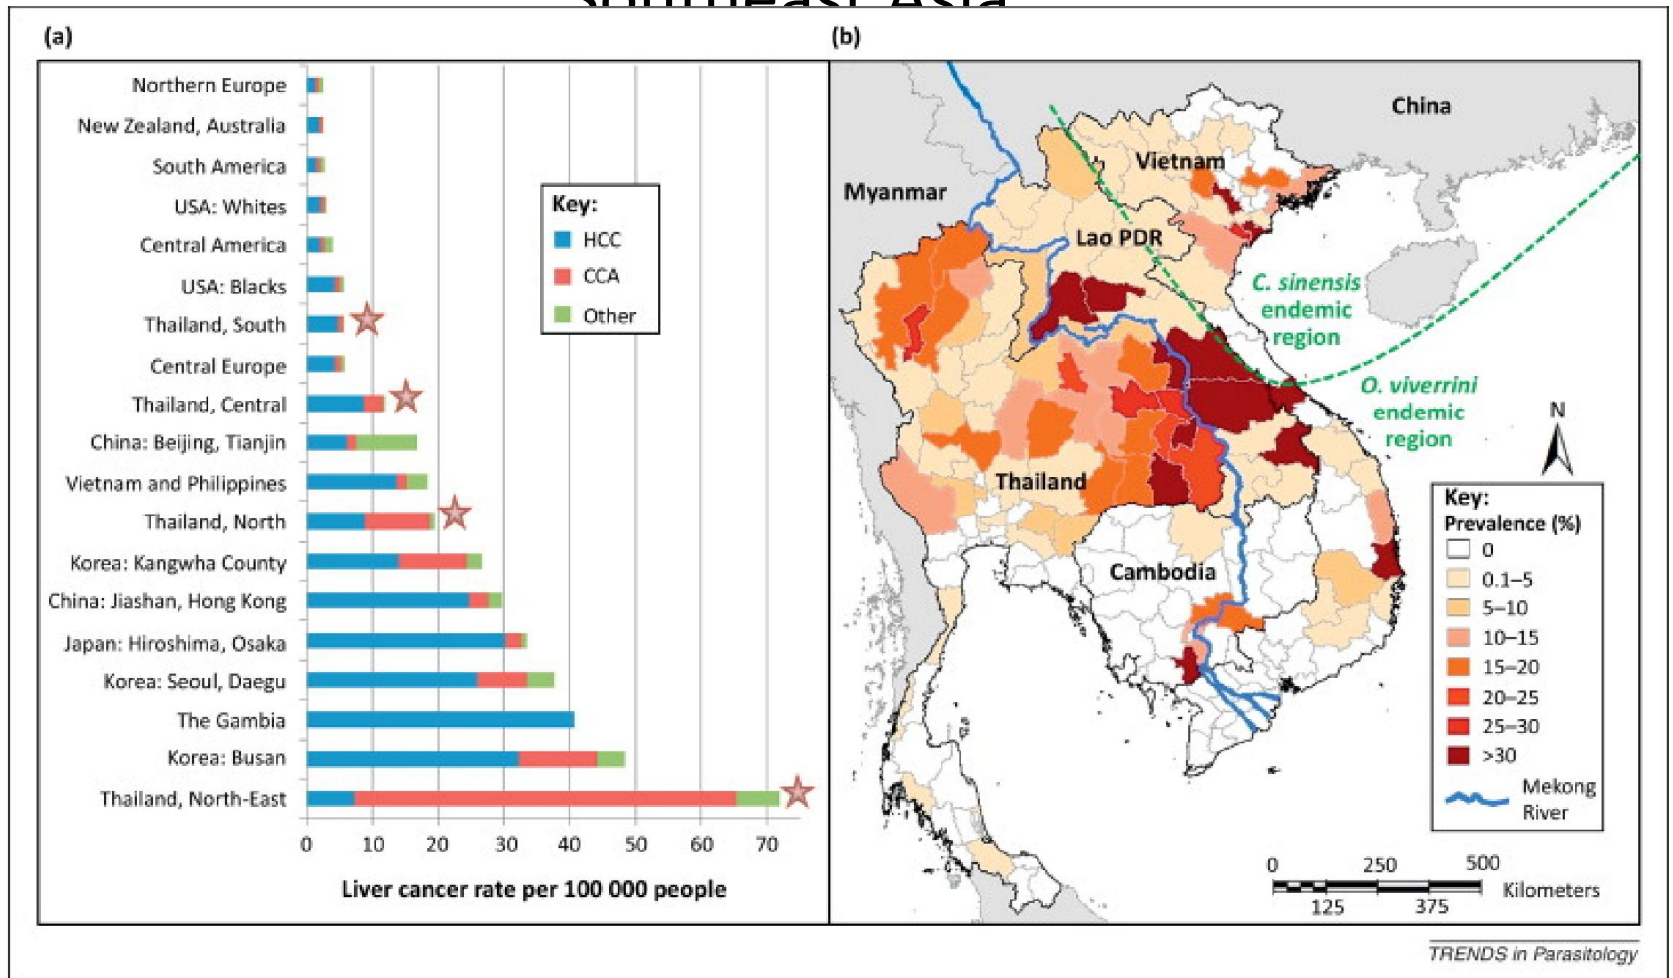 Southeast Asia
(a)
Northern Europe
New Zealand, Australia
South America
USA: Whites
Central America
USA: Blacks
Thailand, South
Central Europe
Thailand, Central
China: Beijing, Tianjin
Vietnam and Philippines
Thailand, North
Korea: Kangwha County
China: Jiashan, Hong Kong
Japan: Hiroshima, Osaka
Korea: Seoul, Daegu
The Gambia
Korea: Busan
Thailand, North-East
0 10 20 30 40 50 60 70
Liver cancer rate per 100 000 people
Key:
HCC
CCA
Other
(b)
China
Vietnam
Myanmar
Lao PDR
C. sinensis
endemic
region
O. viverrini
endemic
region
N
Thailand
Cambodia
Key:
Prevalence (%)
0
0.1–5
5–10
10–15
15–20
20–25
25–30
>30
Mekong
River
0 250 500
Kilometers
125 375
TRENDS in Parasitology